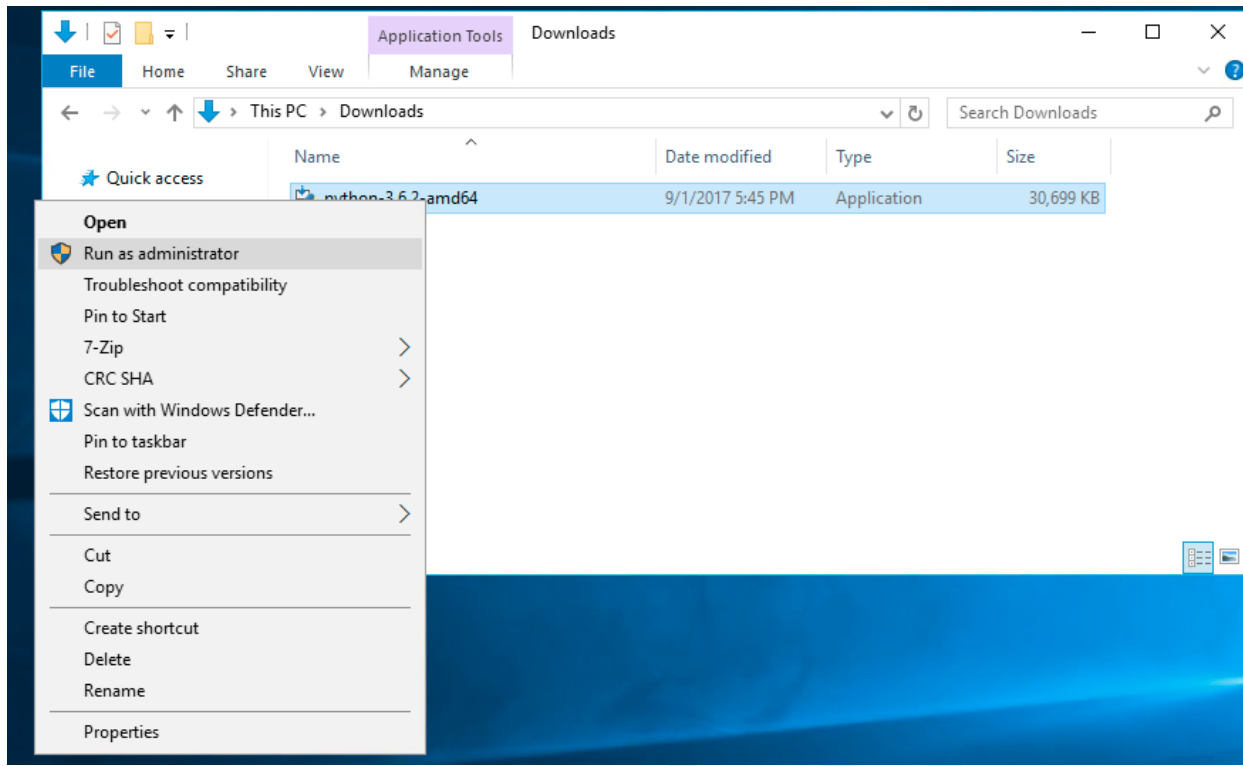 Application Tools
Downloads
File
Home
Share
View
Manage
?
This PC > Downloads
Search Downloads
Name
Date modified
Type
Size
Quick access
python-3.6.2-amd64
9/1/2017 5:45 PM
Application
30,699 KB
Open
Run as administrator
Troubleshoot compatibility
Pin to Start
7-Zip
CRC SHA
Scan with Windows Defender...
Pin to taskbar
Restore previous versions
Send to
Cut
Copy
Create shortcut
Delete
Rename
Properties